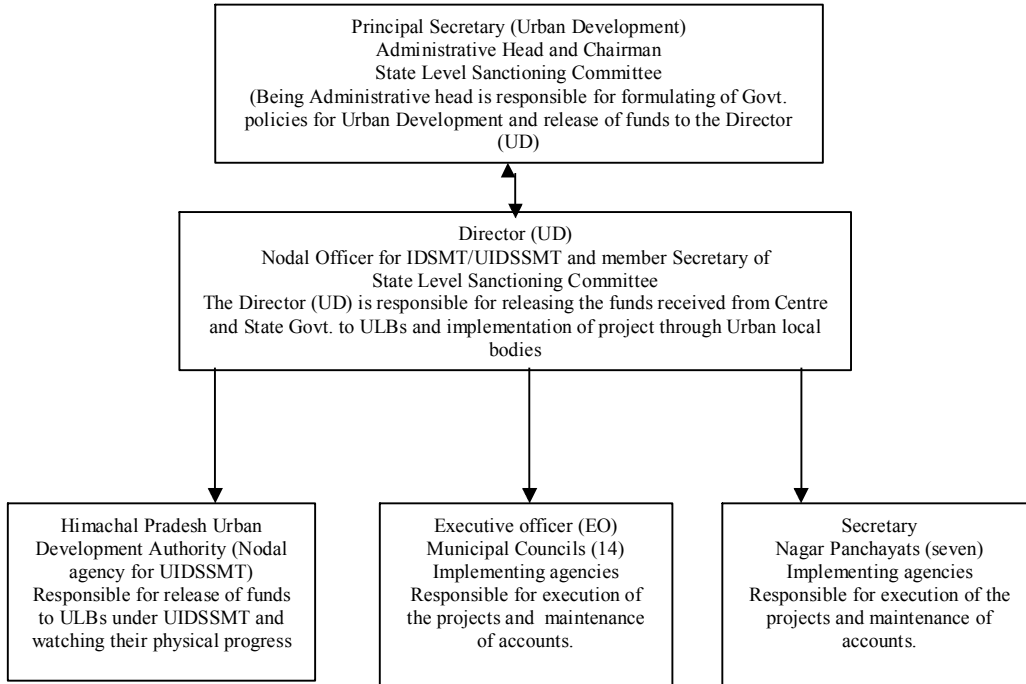 Principal Secretary (Urban Development)
Administrative Head and Chairman
State Level Sanctioning Committee
(Being Administrative head is responsible for formulating of Govt.
policies for Urban Development and release of funds to the Director
(UD)
Director (UD)
Nodal Officer for IDSMT/UIDSSMT and member Secretary of
State Level Sanctioning Committee
The Director (UD) is responsible for releasing the funds received from Centre
and State Govt. to ULBs and implementation of project through Urban local
bodies
Himachal Pradesh Urban
Development Authority (Nodal
agency for UIDSSMT)
Responsible for release of funds
to ULBs under UIDSSMT and
watching their physical progress
Executive officer (EO)
Municipal Councils (14)
Implementing agencies
Responsible for execution of
the projects and maintenance
of accounts.
Secretary
Nagar Panchayats (seven)
Implementing agencies
Responsible for execution of the
projects and maintenance of
accounts.